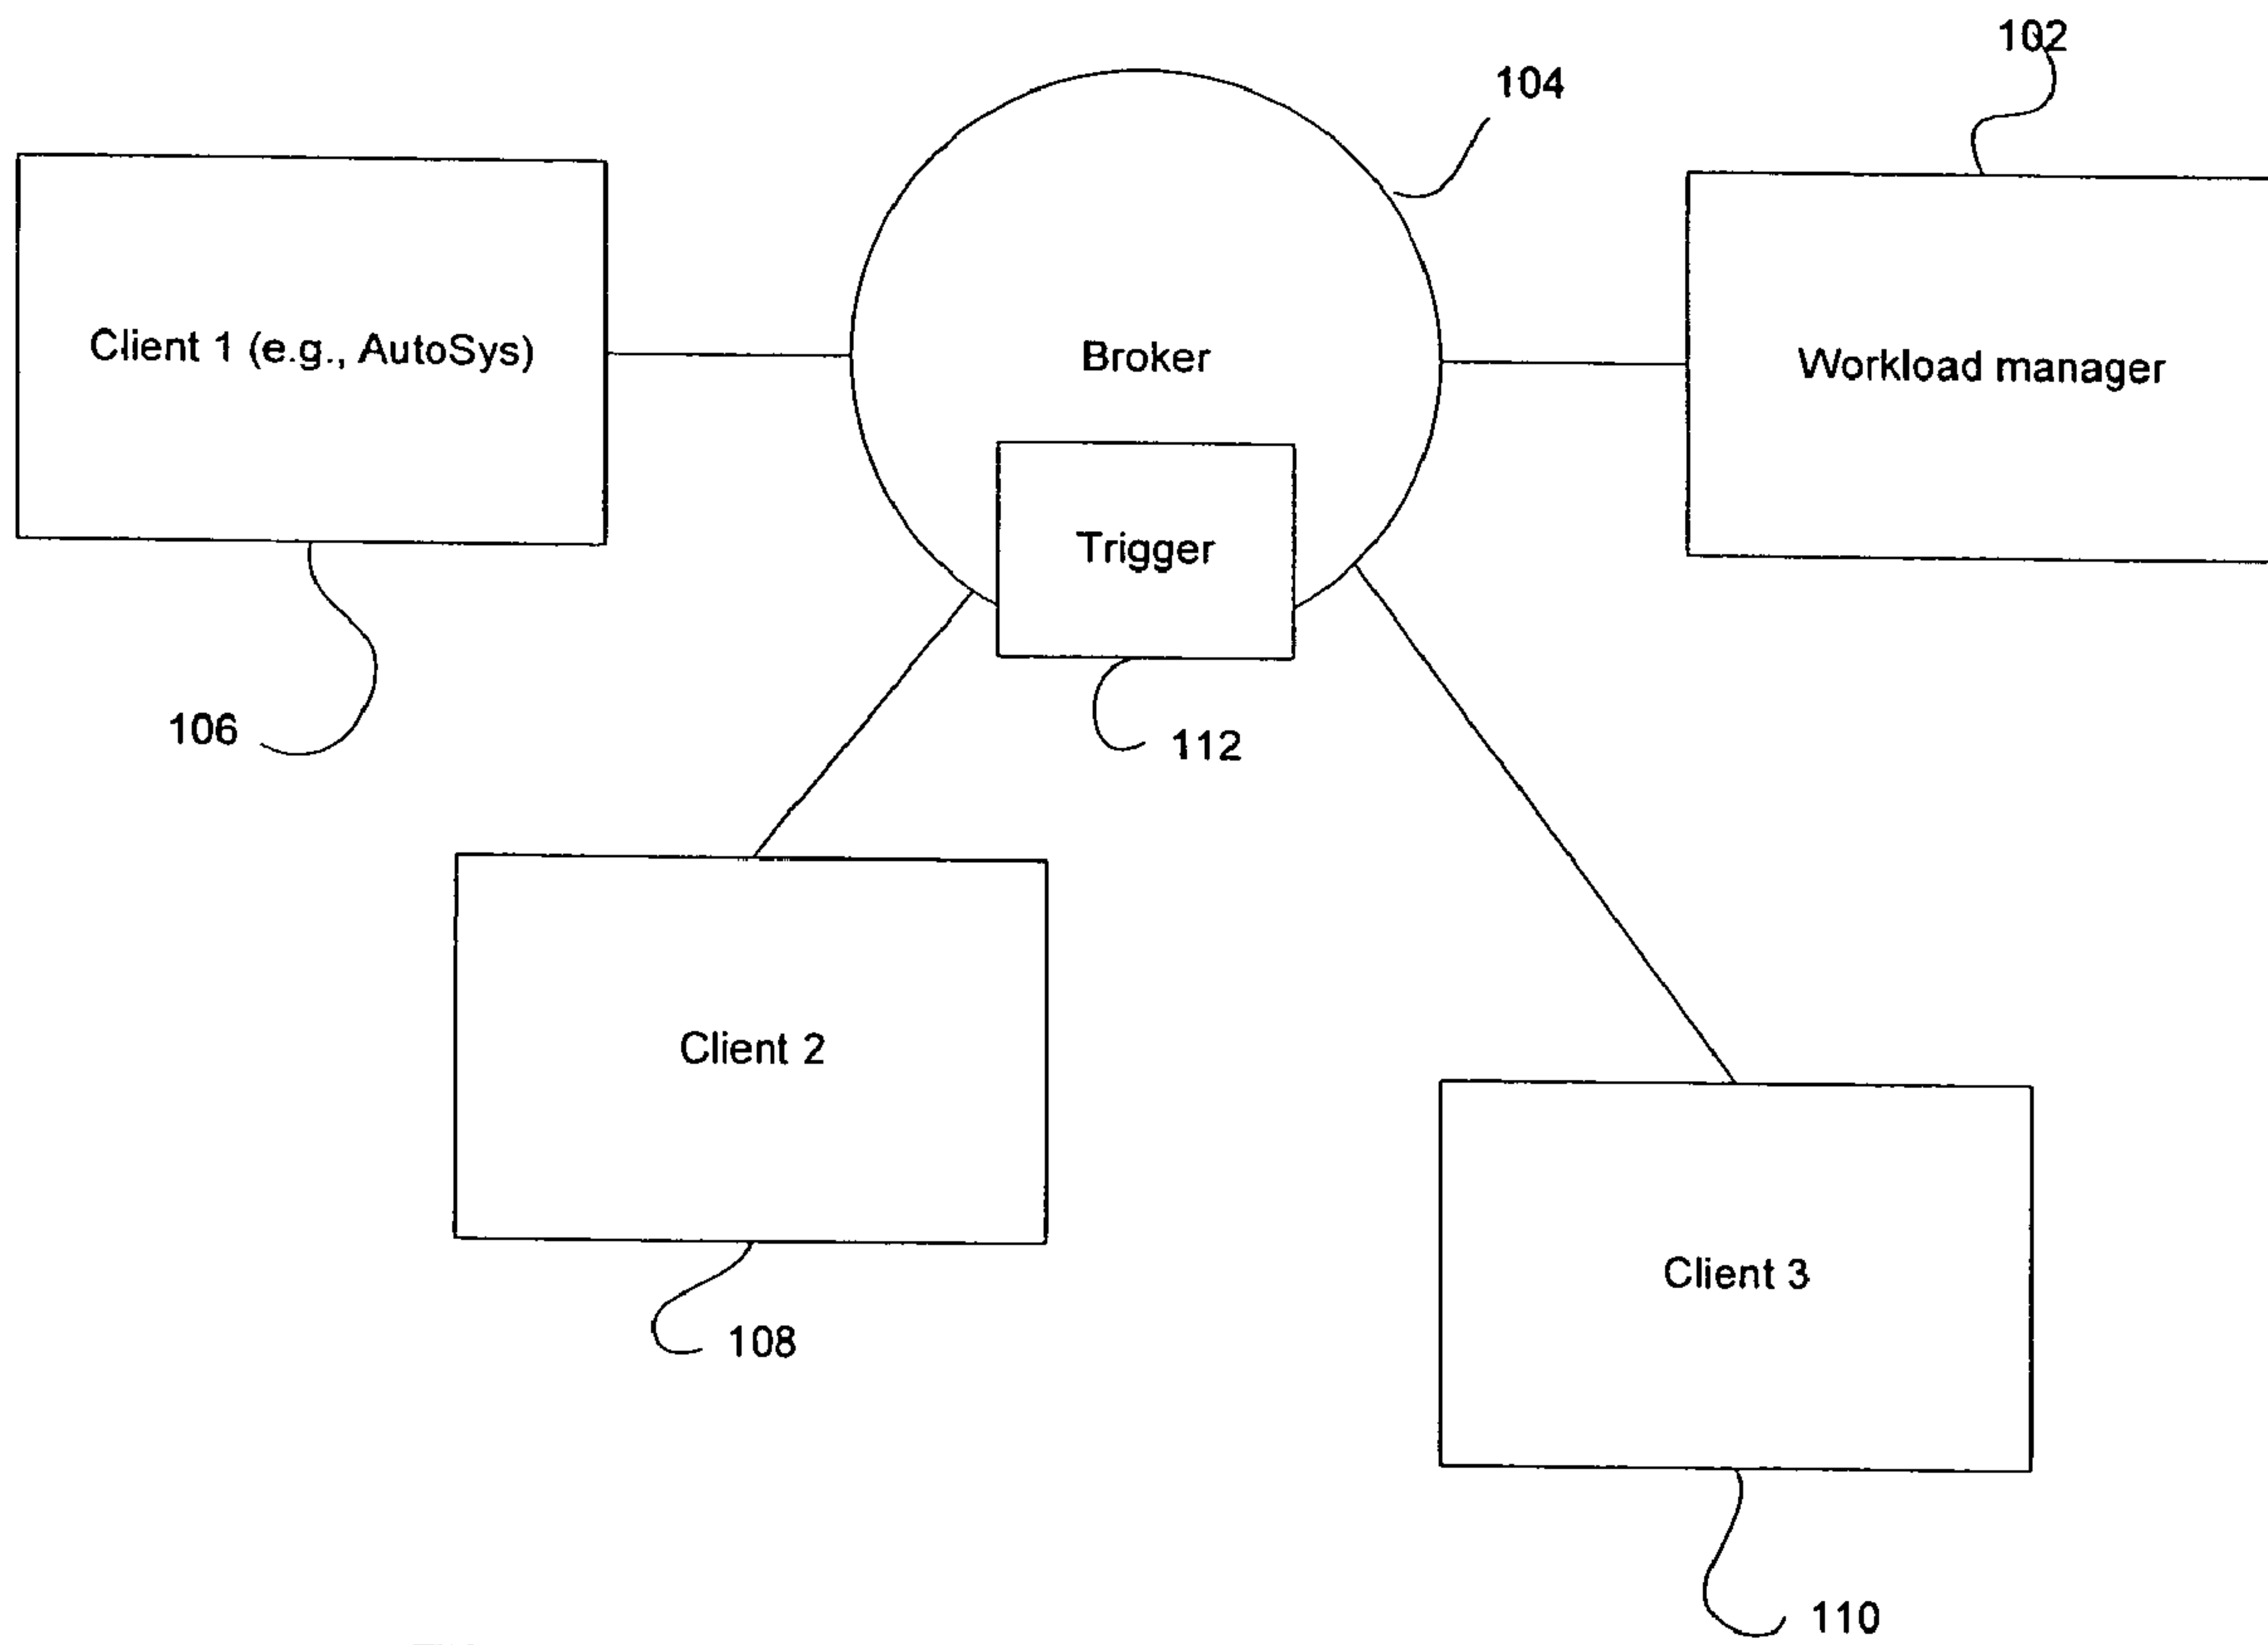 102
104
Client 1 (e.g., AutoSys)
Broker
Workload manager
Trigger
106
112
Client 2
Client 3
108
110